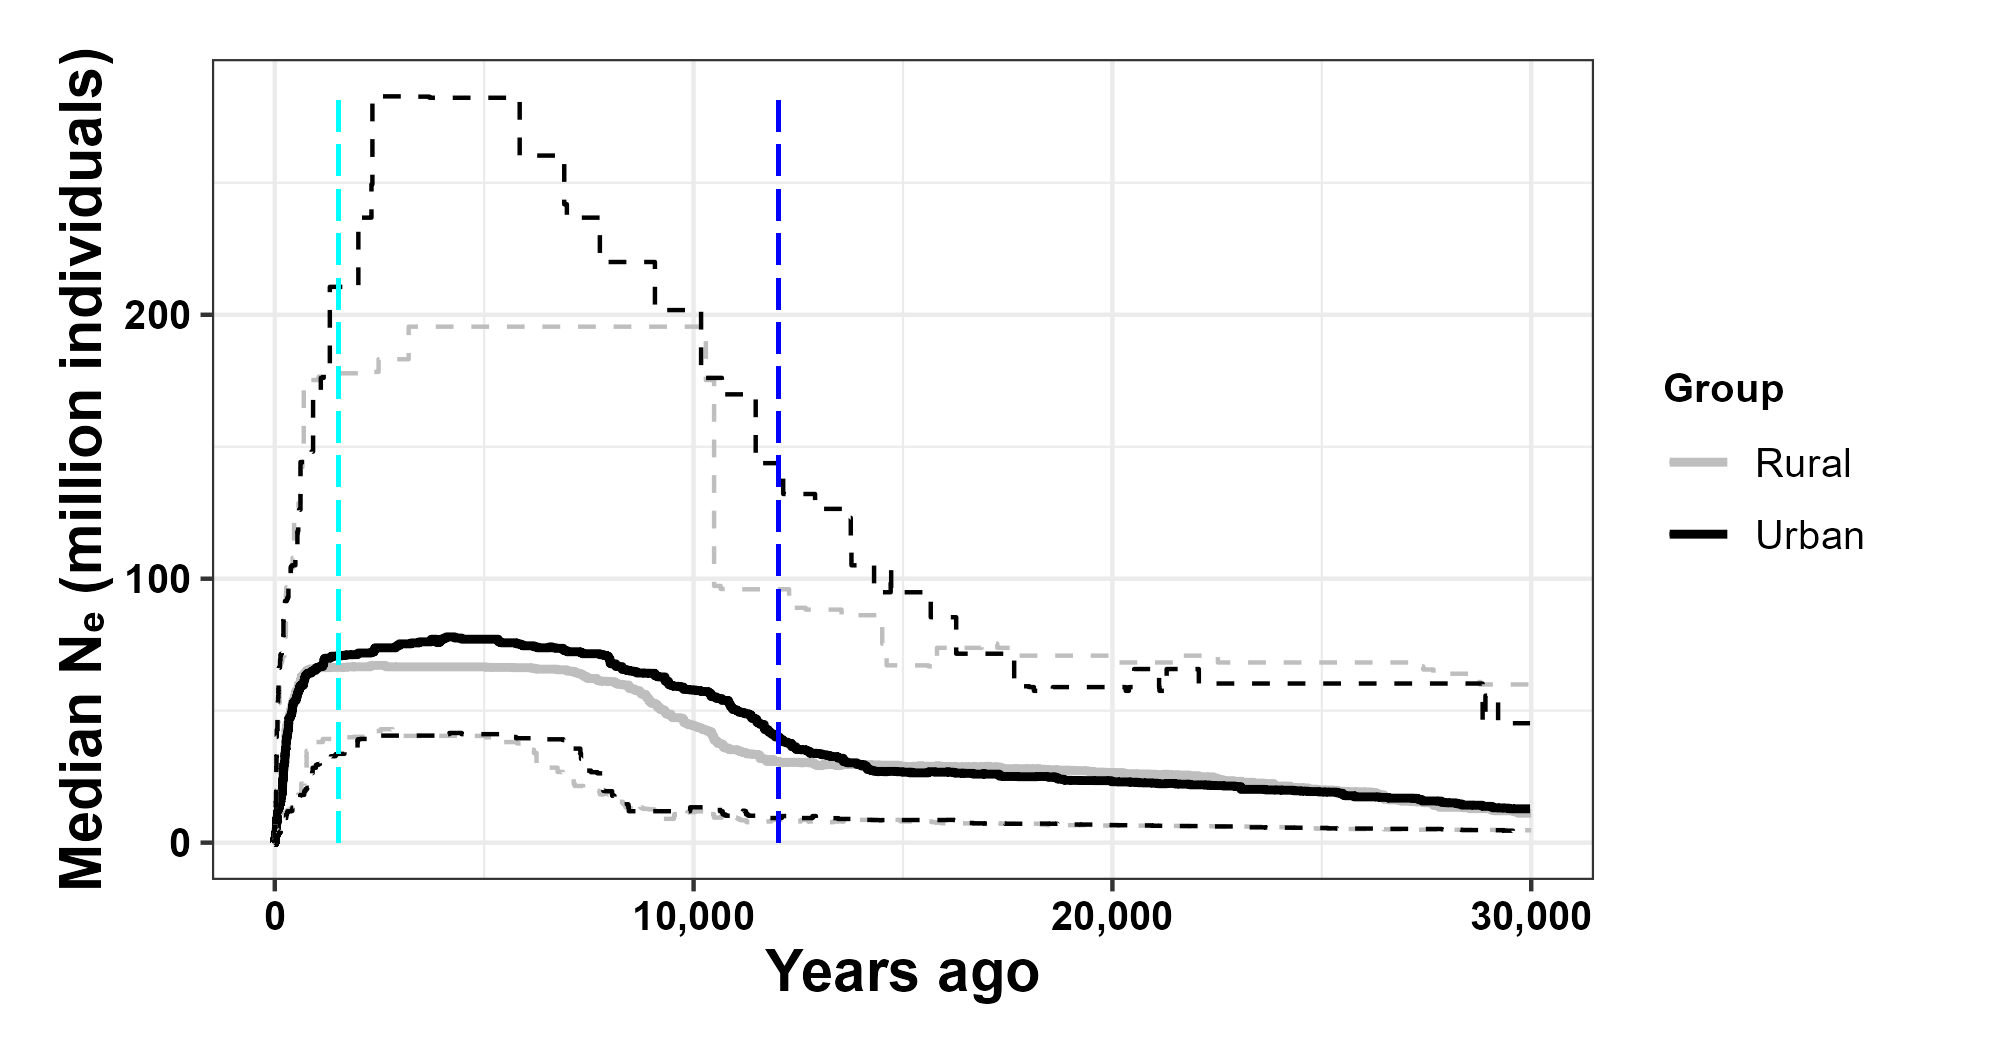 Median Ne (million individuals)
200
100
0
0
10,000
20,000
30,000
Years ago
Group
Rural
Urban